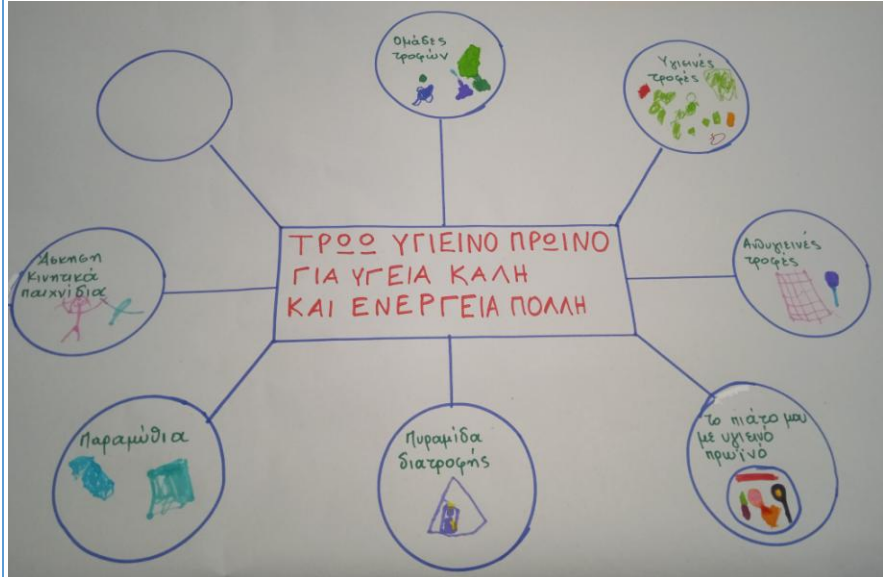 Ομάδες
τροφών
Υγιεινές
τροφές
ΤΡΩΩ ΥΓΙΕΙΝΟ ΠΡΩΙΝΟ
ΓΙΑ ΥΓΕΙΑ ΚΑΛΗ
ΚΑΙ ΕΝΕΡΓΕΙΑ ΠΟΛΛΗ
Άσκηση
Κινητικά
παιχνίδια
Ανθυγιεινές
τροφές
Παραμύθια
Πυραμίδα
διατροφής
Το πιάτο μου
με υγιεινό
πρωϊνό